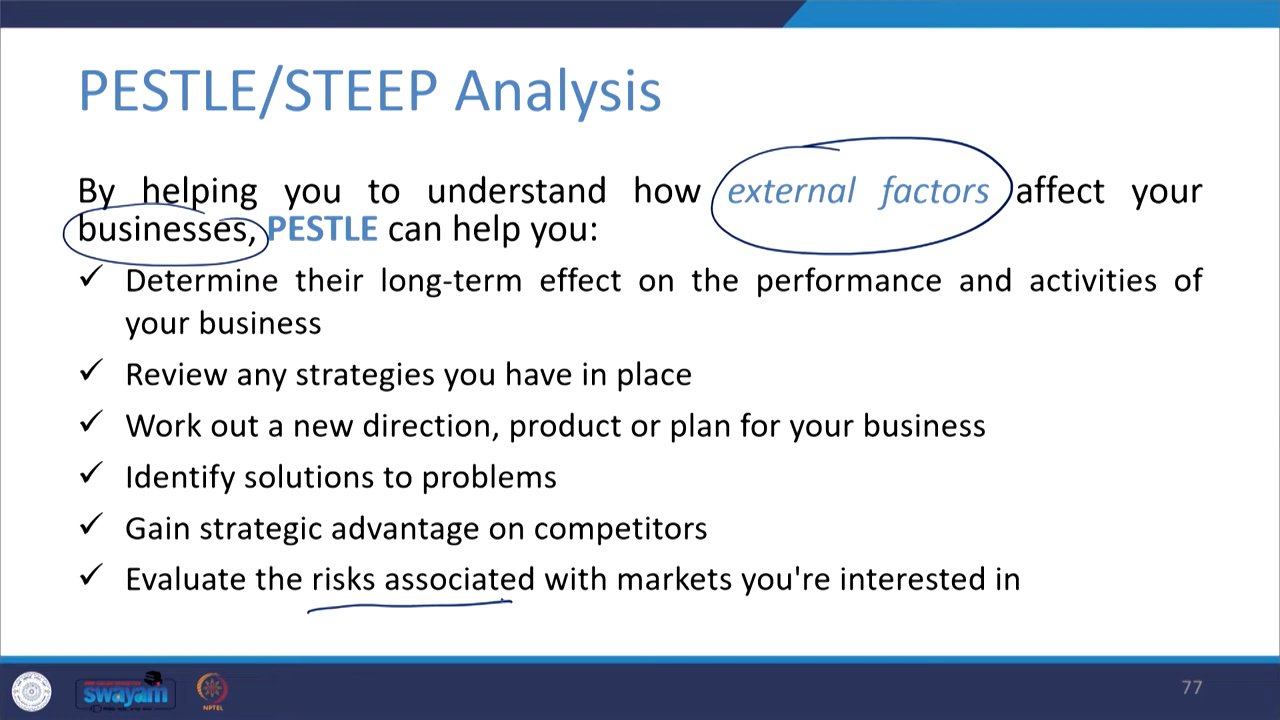 PESTLE/STEEP Analysis
By helping you to understand how external factors affect your
businesses, PESTLE can help you:
✓ Determine their long-term effect on the performance and activities of
your business
✓ Review any strategies you have in place
✓ Work out a new direction, product or plan for your business
✓ Identify solutions to problems
✓ Gain strategic advantage on competitors
✓ Evaluate the risks associated with markets you're interested in
swayam
NPTEL
77